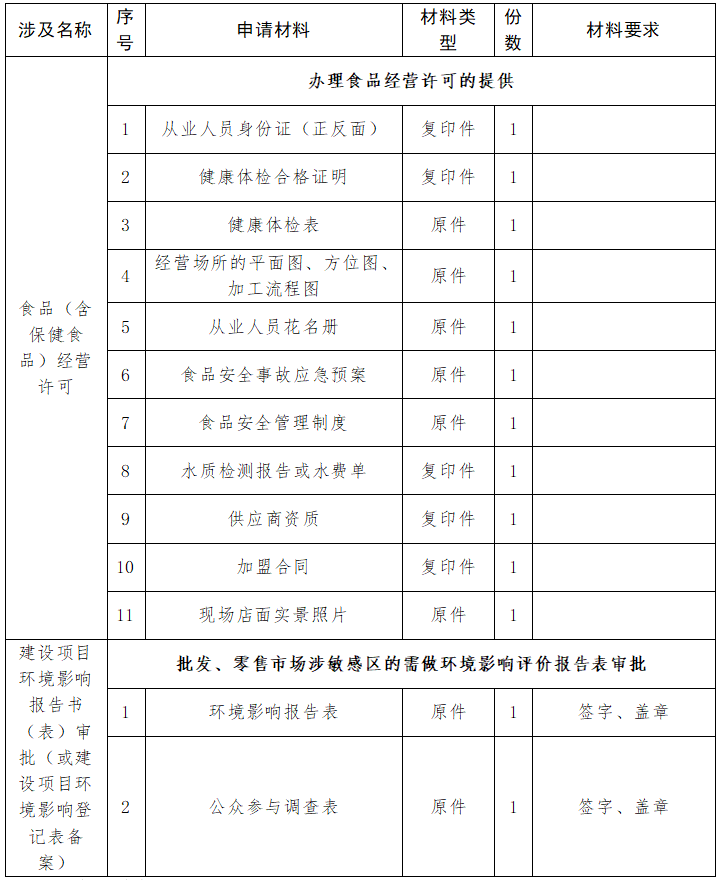 涉及名称 序号 申请材料 材料类型 份数 材料要求
食品（含保健食品）经营许可
办理食品经营许可的提供
1 从业人员身份证（正反面） 复印件 1
2 健康体检合格证明 复印件 1
3 健康体检表 原件 1
4 经营场所的平面图、方位图、加工流程图 原件 1
5 从业人员花名册 原件 1
6 食品安全事故应急预案 原件 1
7 食品安全管理制度 原件 1
8 水质检测报告或水费单 复印件 1
9 供应商资质 复印件 1
10 加盟合同 复印件 1
11 现场店面实景照片 原件 1
建设项目环境影响报告书（表）审批（或建设项目环境影响登记表备案）
批发、零售市场涉敏感区的需做环境影响评价报告表审批
1 环境影响报告表 原件 1 签字、盖章
2 公众参与调查表 原件 1 签字、盖章